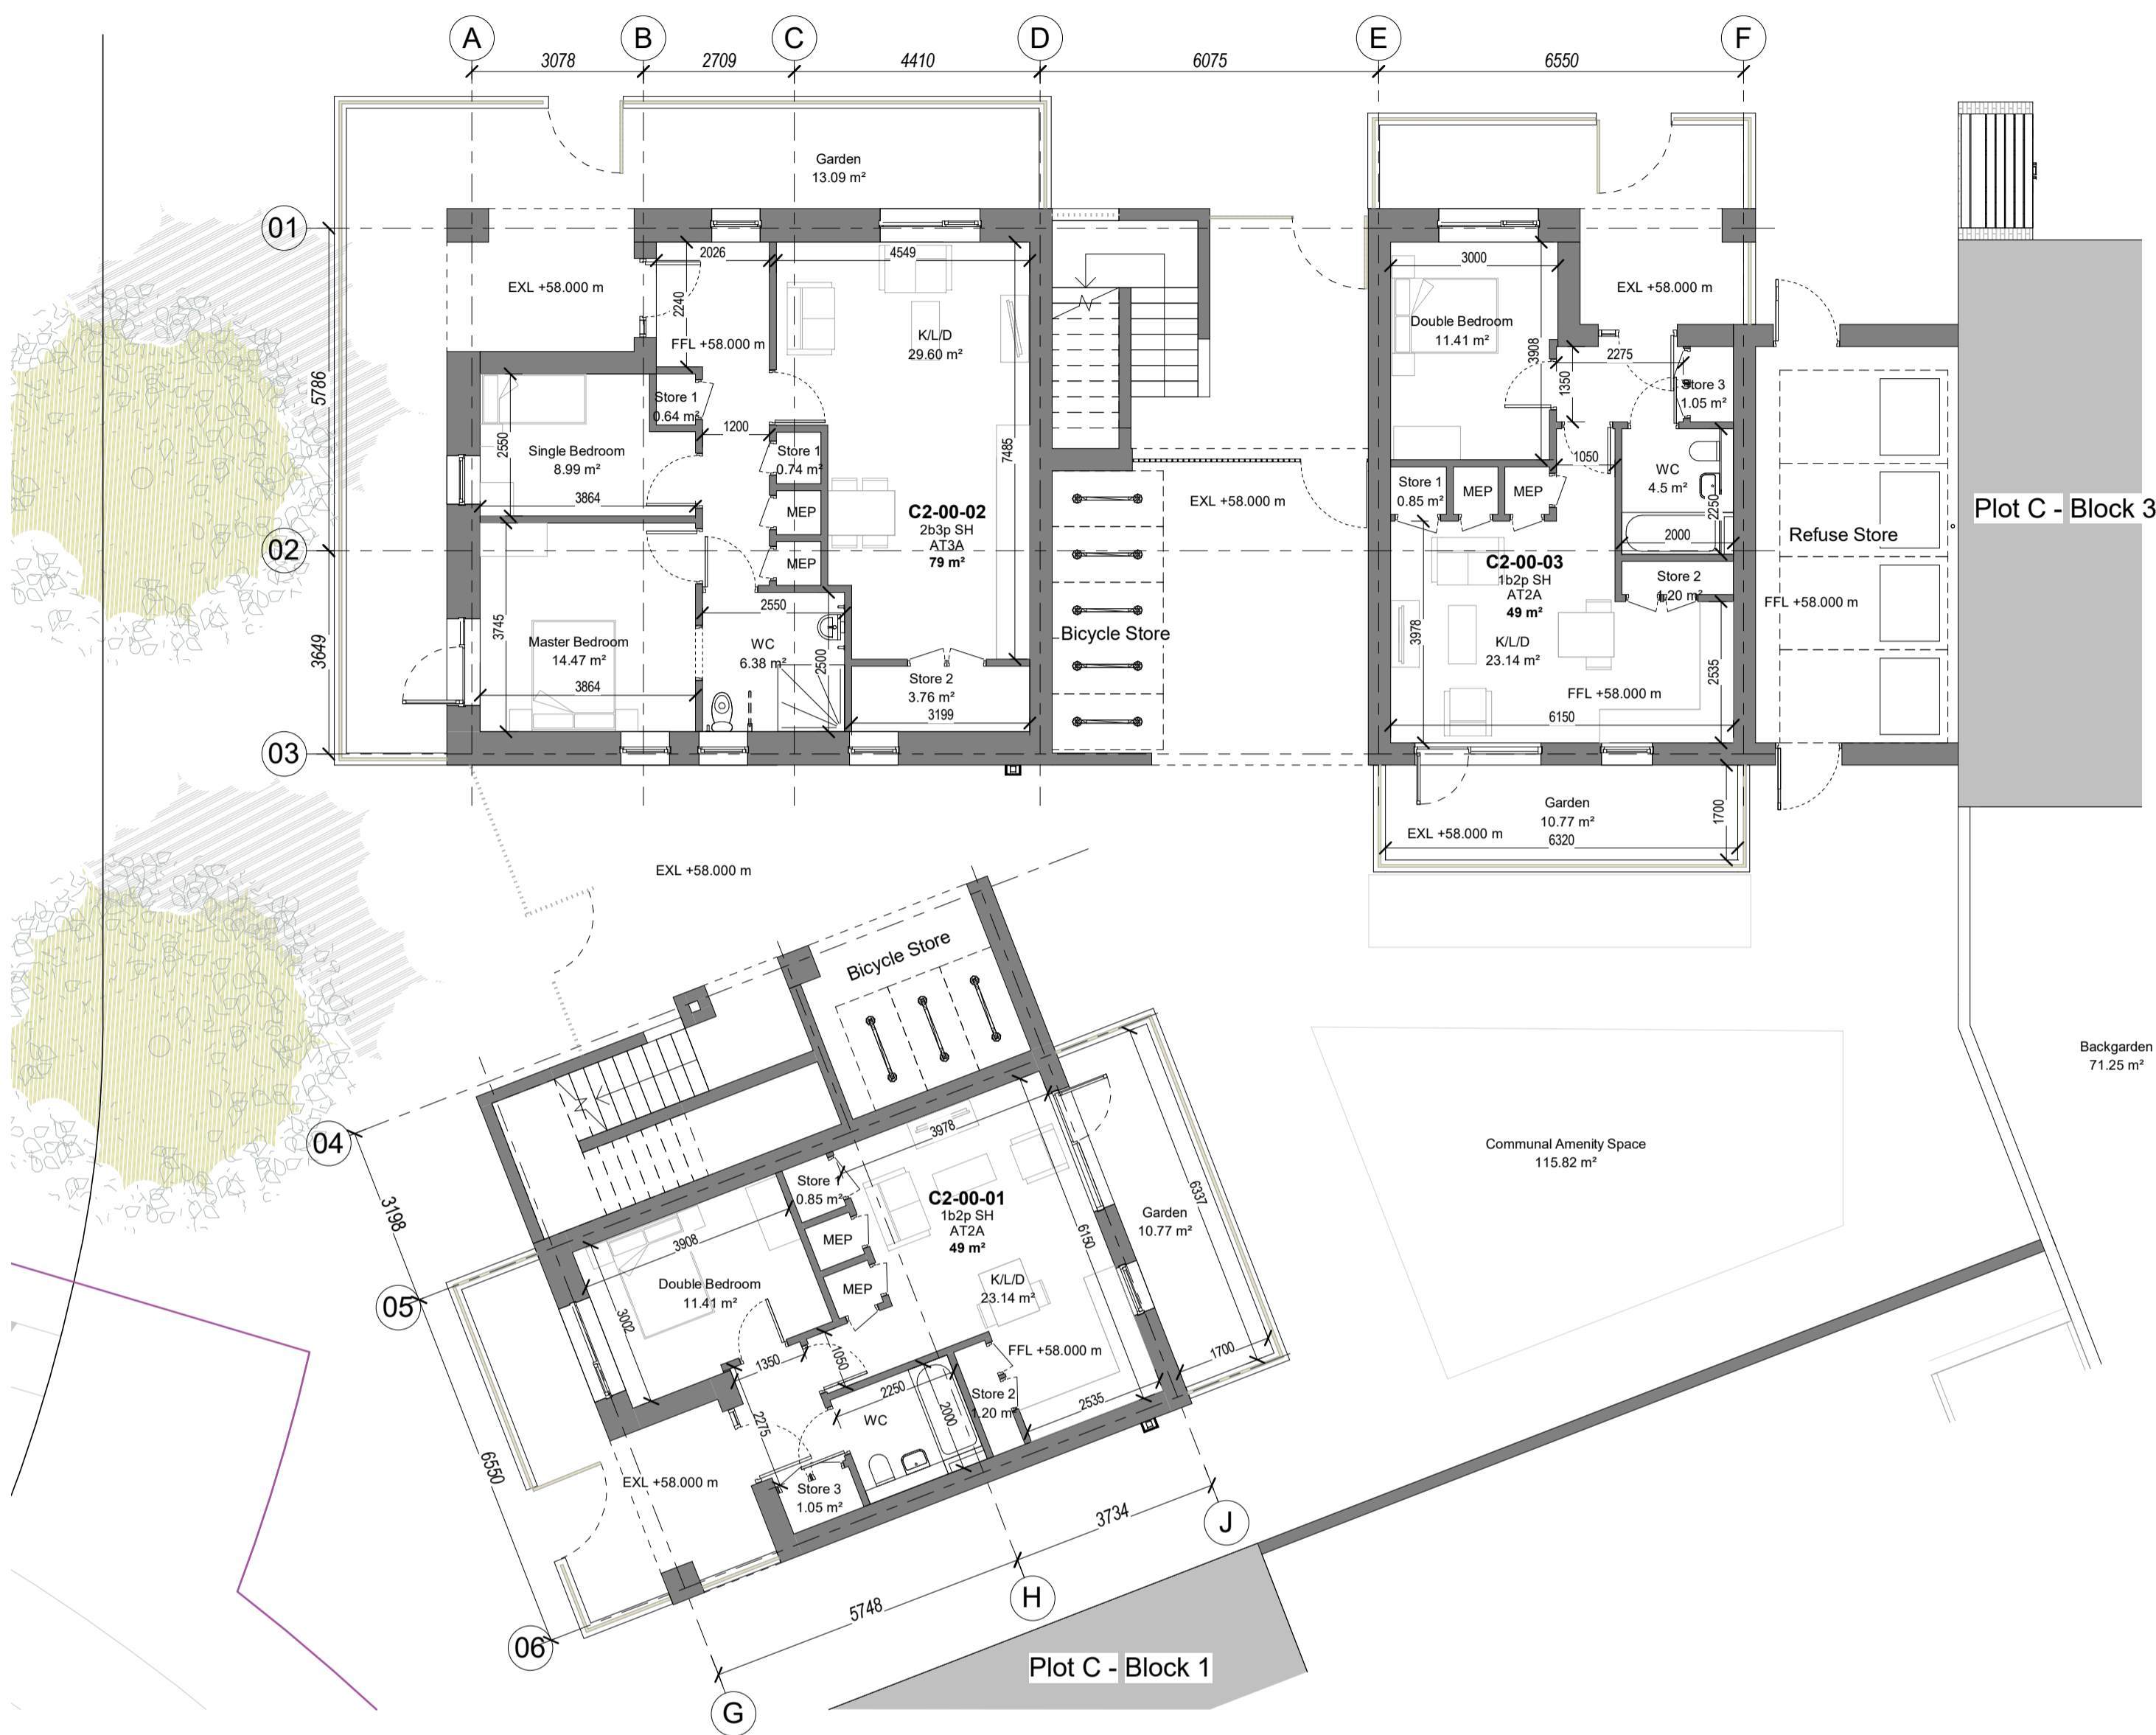 A
B
C
D
E
F
3078
2709
4410
6075
6550
Garden
13.09 m²
01
2026
4549
3000
EXL +58.000 m
2240
EXL +58.000 m
K/L/D
29.60 m²
Double Bedroom
11.41 m²
FFL +58.000 m
3908
2275
1350
5786
Store 1
0.64 m²
Store 3
1.05 m²
2550
Single Bedroom
8.99 m²
1200
Store 1
0.74 m²
7485
1050
WC
4.5 m²
Store 1
0.85 m²
MEP
MEP
3864
EXL +58.000 m
2250
MEP
C2-00-02
2b3p SH
AT3A
79 m²
Plot C - Block 3
02
2000
Refuse Store
MEP
C2-00-03
1b2p SH
AT2A
49 m²
Store 2
1.20 m²
FFL +58.000 m
2550
3745
3649
Master Bedroom
14.47 m²
WC
6.38 m²
2500
Bicycle Store
3978
K/L/D
23.14 m²
2535
Store 2
3.76 m²
3864
FFL +58.000 m
3199
6150
03
Garden
10.77 m²
1700
EXL +58.000 m
6320
EXL +58.000 m
Bicycle Store
Backgarden
71.25 m²
04
3978
Communal Amenity Space
115.82 m²
Store 1
0.85 m²
C2-00-01
1b2p SH
AT2A
49 m²
6337
3198
Garden
10.77 m²
MEP
6150
3908
Double Bedroom
11.41 m²
MEP
K/L/D
23.14 m²
05
3002
1350
1050
FFL +58.000 m
1700
2250
Store 2
1.20 m²
2535
2275
WC
2000
6550
EXL +58.000 m
Store 3
1.05 m²
3734
J
H
5748
06
Plot C - Block 1
G